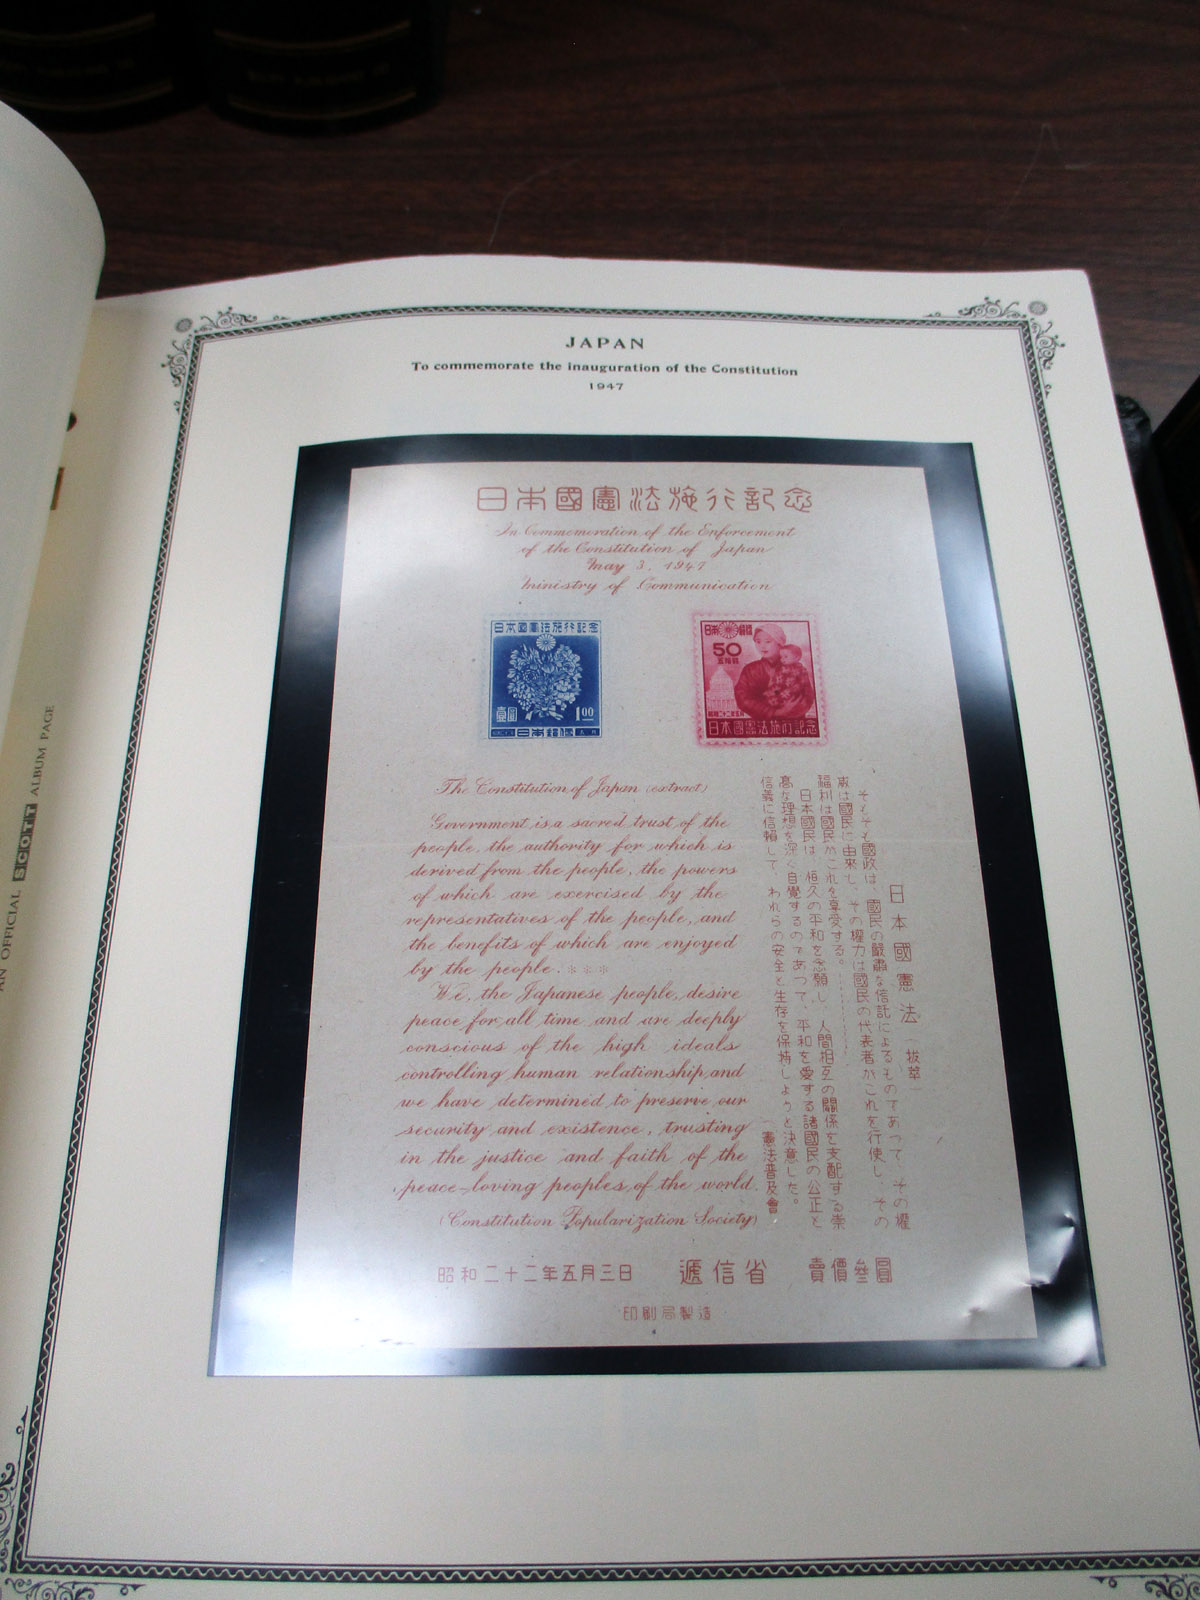 JAPAN
To commemorate the inauguration of the Constitution
1947
日本國憲法施行記念
In Commemoration of the Enforcement
of the Constitution of Japan
May 3, 1947
Ministry of Communication
日本國憲法施行記念
壹圓
1.00
日本郵便
日本郵便
50
五拾錢
昭和二十二年五月
日本國憲法施行記念
The Constitution of Japan (extract)
Government is a sacred trust of the
people, the authority for which is
derived from the people, the powers
of which are exercised by the
representatives of the people, and
the benefits of which are enjoyed
by the people. ***
We, the Japanese people, desire
peace for all time and are deeply
conscious of the high ideals
controlling human relationship, and
we have determined to preserve our
security and existence, trusting
in the justice and faith of the
peace-loving peoples of the world.
(Constitution Popularization Society)
日本國憲法（拔萃）
そもそも國政は、國民の嚴肅な信託によるものであつて、その權
威は國民に由來し、その權力は國民の代表者がこれを行使し、その
福利は國民がこれを享受する。
日本國民は、恒久の平和を念願し、人間相互の關係を支配する崇
高な理想を深く自覺するのであつて、平和を愛する諸國民の公正と
信義に信賴して、われらの安全と生存を保持しようと決意した。
（憲法普及會
昭和二十二年五月三日 遞信省 賣價參圓
印刷局製造
AN OFFICIAL SCOTT ALBUM PAGE